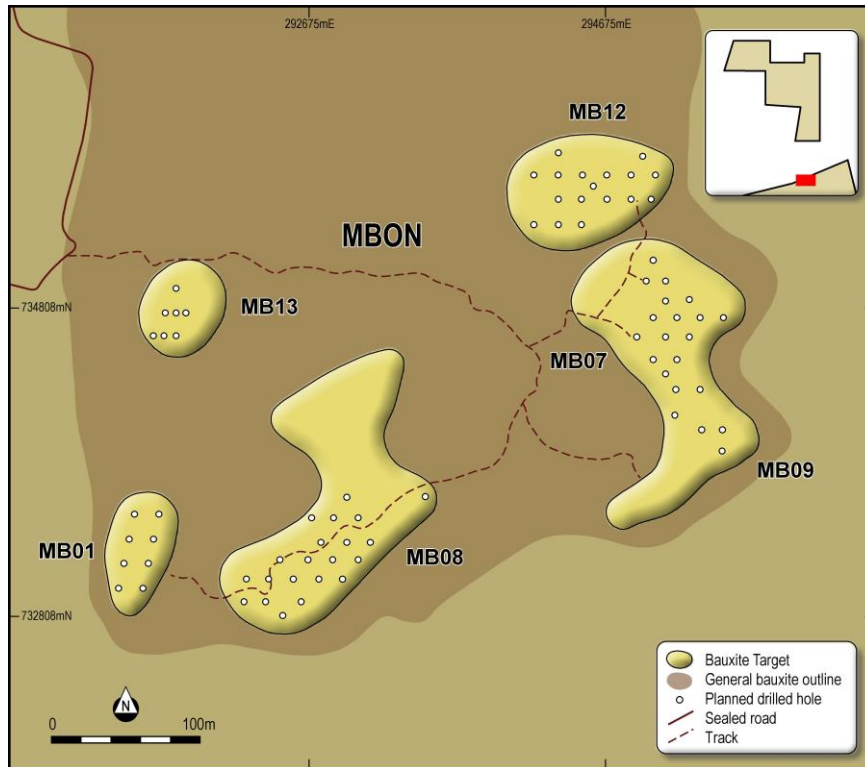 292675mE
294675mE
MB12
MBON
MB13
734808mN
MB07
MB09
MB01
MB08
732808mN
N
0 100m
Bauxite Target
General bauxite outline
Planned drilled hole
Sealed road
Track